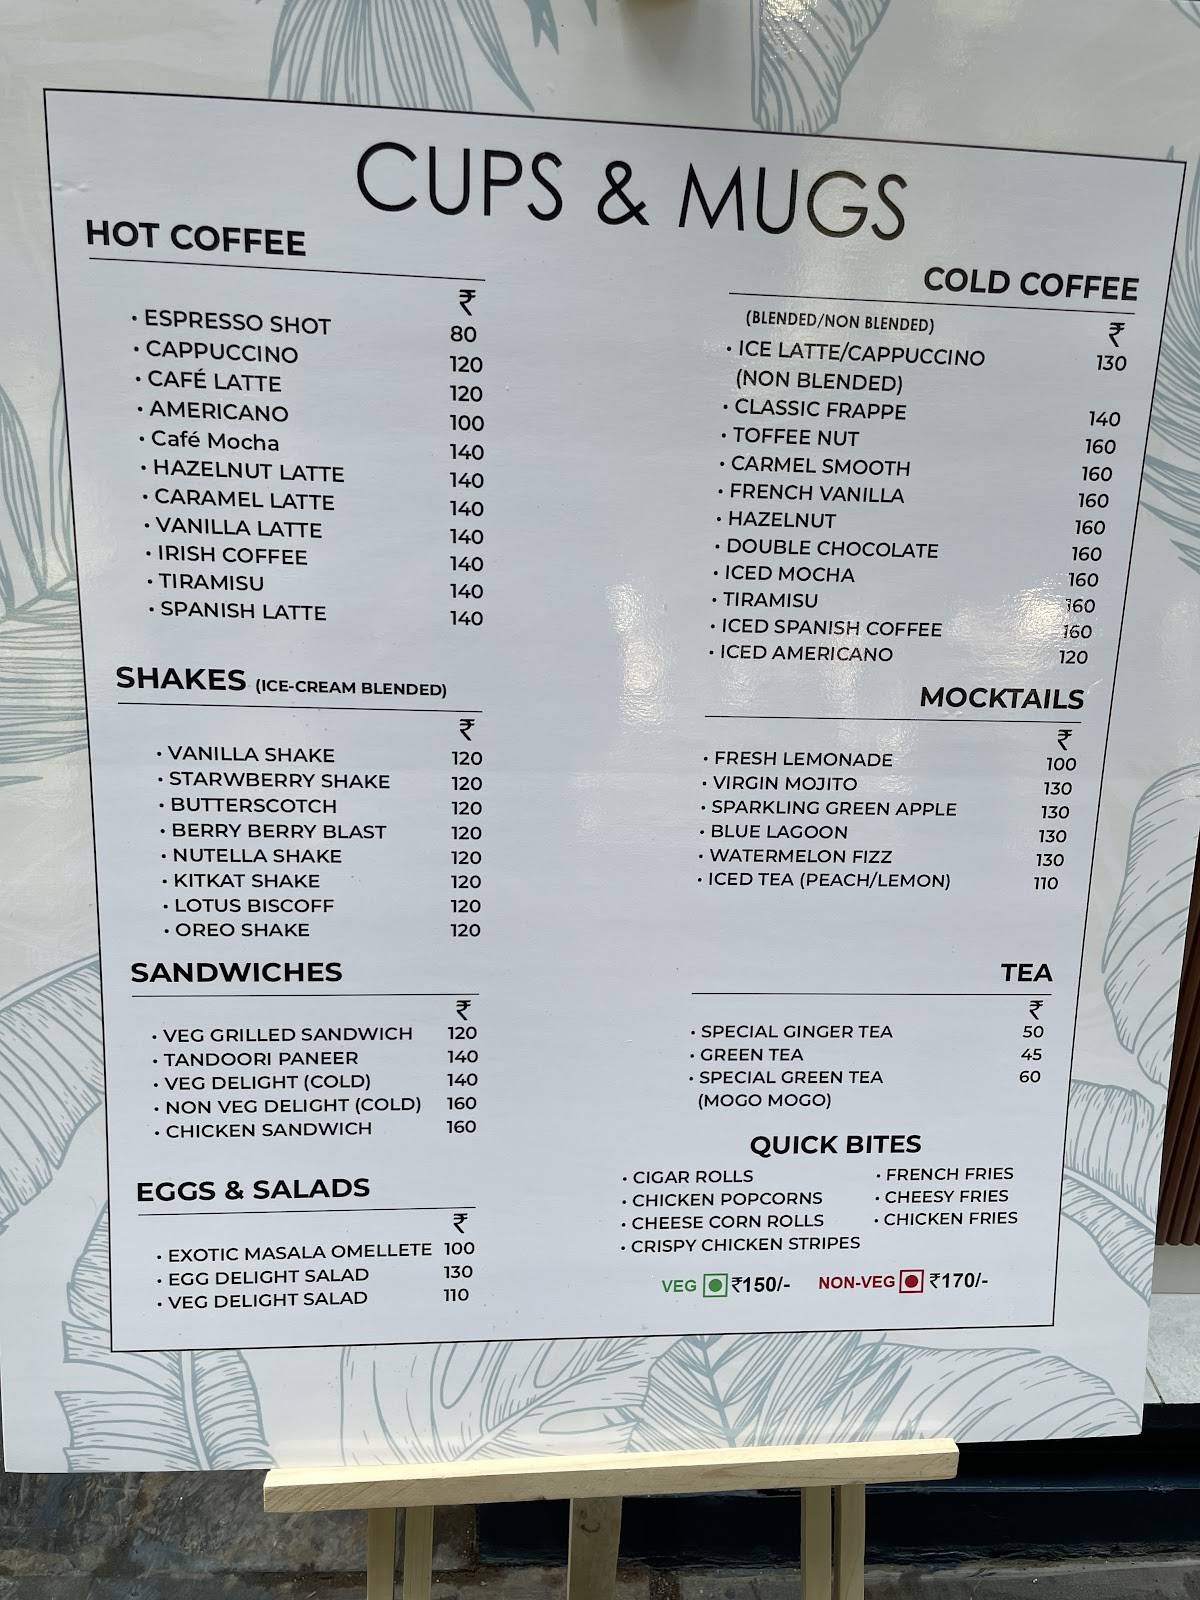 CUPS & MUGS
HOT COFFEE
₹
• ESPRESSO SHOT 80
• CAPPUCCINO 120
• CAFÉ LATTE 120
• AMERICANO 100
• Café Mocha 140
• HAZELNUT LATTE 140
• CARAMEL LATTE 140
• VANILLA LATTE 140
• IRISH COFFEE 140
• TIRAMISU 140
• SPANISH LATTE 140
SHAKES (ICE-CREAM BLENDED)
₹
• VANILLA SHAKE 120
• STARWBERRY SHAKE 120
• BUTTERSCOTCH 120
• BERRY BERRY BLAST 120
• NUTELLA SHAKE 120
• KITKAT SHAKE 120
• LOTUS BISCOFF 120
• OREO SHAKE 120
SANDWICHES
₹
• VEG GRILLED SANDWICH 120
• TANDOORI PANEER 140
• VEG DELIGHT (COLD) 140
• NON VEG DELIGHT (COLD) 160
• CHICKEN SANDWICH 160
EGGS & SALADS
₹
• EXOTIC MASALA OMELLETE 100
• EGG DELIGHT SALAD 130
• VEG DELIGHT SALAD 110
COLD COFFEE
(BLENDED/NON BLENDED) ₹
• ICE LATTE/CAPPUCCINO 130
(NON BLENDED)
• CLASSIC FRAPPE 140
• TOFFEE NUT 160
• CARMEL SMOOTH 160
• FRENCH VANILLA 160
• HAZELNUT 160
• DOUBLE CHOCOLATE 160
• ICED MOCHA 160
• TIRAMISU 160
• ICED SPANISH COFFEE 160
• ICED AMERICANO 120
MOCKTAILS
₹
• FRESH LEMONADE 100
• VIRGIN MOJITO 130
• SPARKLING GREEN APPLE 130
• BLUE LAGOON 130
• WATERMELON FIZZ 130
• ICED TEA (PEACH/LEMON) 110
TEA
₹
• SPECIAL GINGER TEA 50
• GREEN TEA 45
• SPECIAL GREEN TEA 60
(MOGO MOGO)
QUICK BITES
• CIGAR ROLLS • FRENCH FRIES
• CHICKEN POPCORNS • CHEESY FRIES
• CHEESE CORN ROLLS • CHICKEN FRIES
• CRISPY CHICKEN STRIPES
VEG ₹150/- NON-VEG ₹170/-